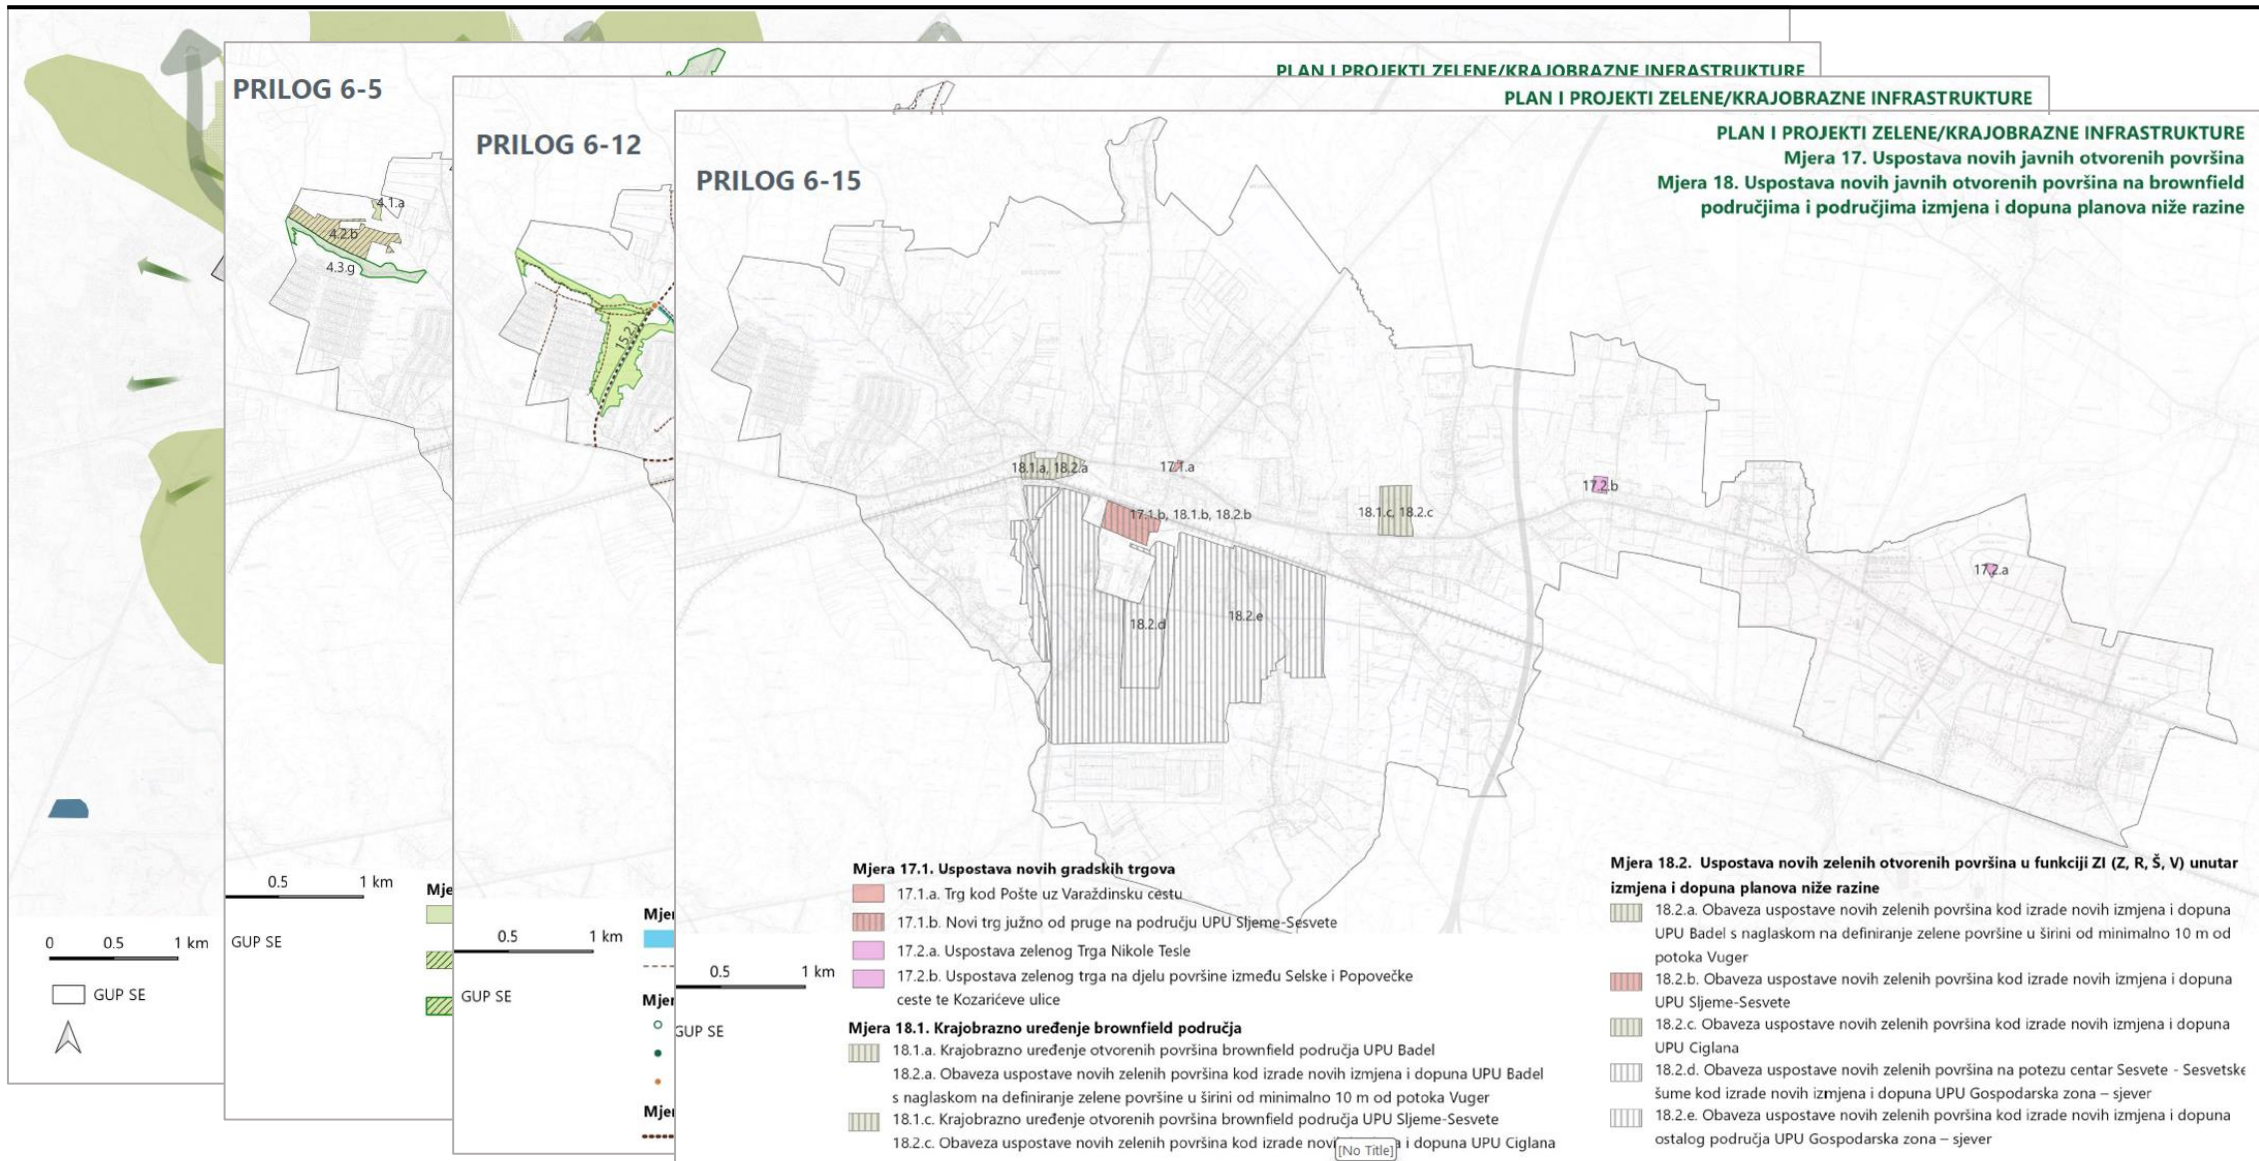 PLAN I PROJEKTI ZELENE/KRAJOBRAZNE INFRASTRUKTURE
PRILOG 6-5
4.1.a
4.2.b
4.3.g
PLAN I PROJEKTI ZELENE/KRAJOBRAZNE INFRASTRUKTURE
PRILOG 6-12
PLAN I PROJEKTI ZELENE/KRAJOBRAZNE INFRASTRUKTURE
Mjera 17. Uspostava novih javnih otvorenih površina
Mjera 18. Uspostava novih javnih otvorenih površina na brownfield
područjima i područjima izmjena i dopuna planova niže razine
PRILOG 6-15
18.1.a, 18.2.a
17.1.a
17.1.b, 18.1.b, 18.2.b
18.1.c, 18.2.c
17.2.b
17.2.a
18.2.d
18.2.e
0 0.5 1 km
GUP SE
0.5 1 km
GUP SE
Mje
0.5 1 km
GUP SE
Mjer
Mjer
Mjer
0.5 1 km
GUP SE
Mjera 17.1. Uspostava novih gradskih trgova
17.1.a. Trg kod Pošte uz Varaždinsku cestu
17.1.b. Novi trg južno od pruge na području UPU Sljeme-Sesvete
17.2.a. Uspostava zelenog Trga Nikole Tesle
17.2.b. Uspostava zelenog trga na djelu površine između Selske i Popovečke
ceste te Kozarićeve ulice
Mjera 18.1. Krajobrazno uređenje brownfield područja
18.1.a. Krajobrazno uređenje otvorenih površina brownfield područja UPU Badel
18.2.a. Obaveza uspostave novih zelenih površina kod izrade novih izmjena i dopuna UPU Badel
s naglaskom na definiranje zelene površine u širini od minimalno 10 m od potoka Vuger
18.1.c. Krajobrazno uređenje otvorenih površina brownfield područja UPU Sljeme-Sesvete
18.2.c. Obaveza uspostave novih zelenih površina kod izrade novi a i dopuna UPU Ciglana
[No Title]
Mjera 18.2. Uspostava novih zelenih otvorenih površina u funkciji ZI (Z, R, Š, V) unutar
izmjena i dopuna planova niže razine
18.2.a. Obaveza uspostave novih zelenih površina kod izrade novih izmjena i dopuna
UPU Badel s naglaskom na definiranje zelene površine u širini od minimalno 10 m od
potoka Vuger
18.2.b. Obaveza uspostave novih zelenih površina kod izrade novih izmjena i dopuna
UPU Sljeme-Sesvete
18.2.c. Obaveza uspostave novih zelenih površina kod izrade novih izmjena i dopuna
UPU Ciglana
18.2.d. Obaveza uspostave novih zelenih površina na potezu centar Sesvete - Sesvetske
šume kod izrade novih izmjena i dopuna UPU Gospodarska zona – sjever
18.2.e. Obaveza uspostave novih zelenih površina kod izrade novih izmjena i dopuna
ostalog područja UPU Gospodarska zona – sjever